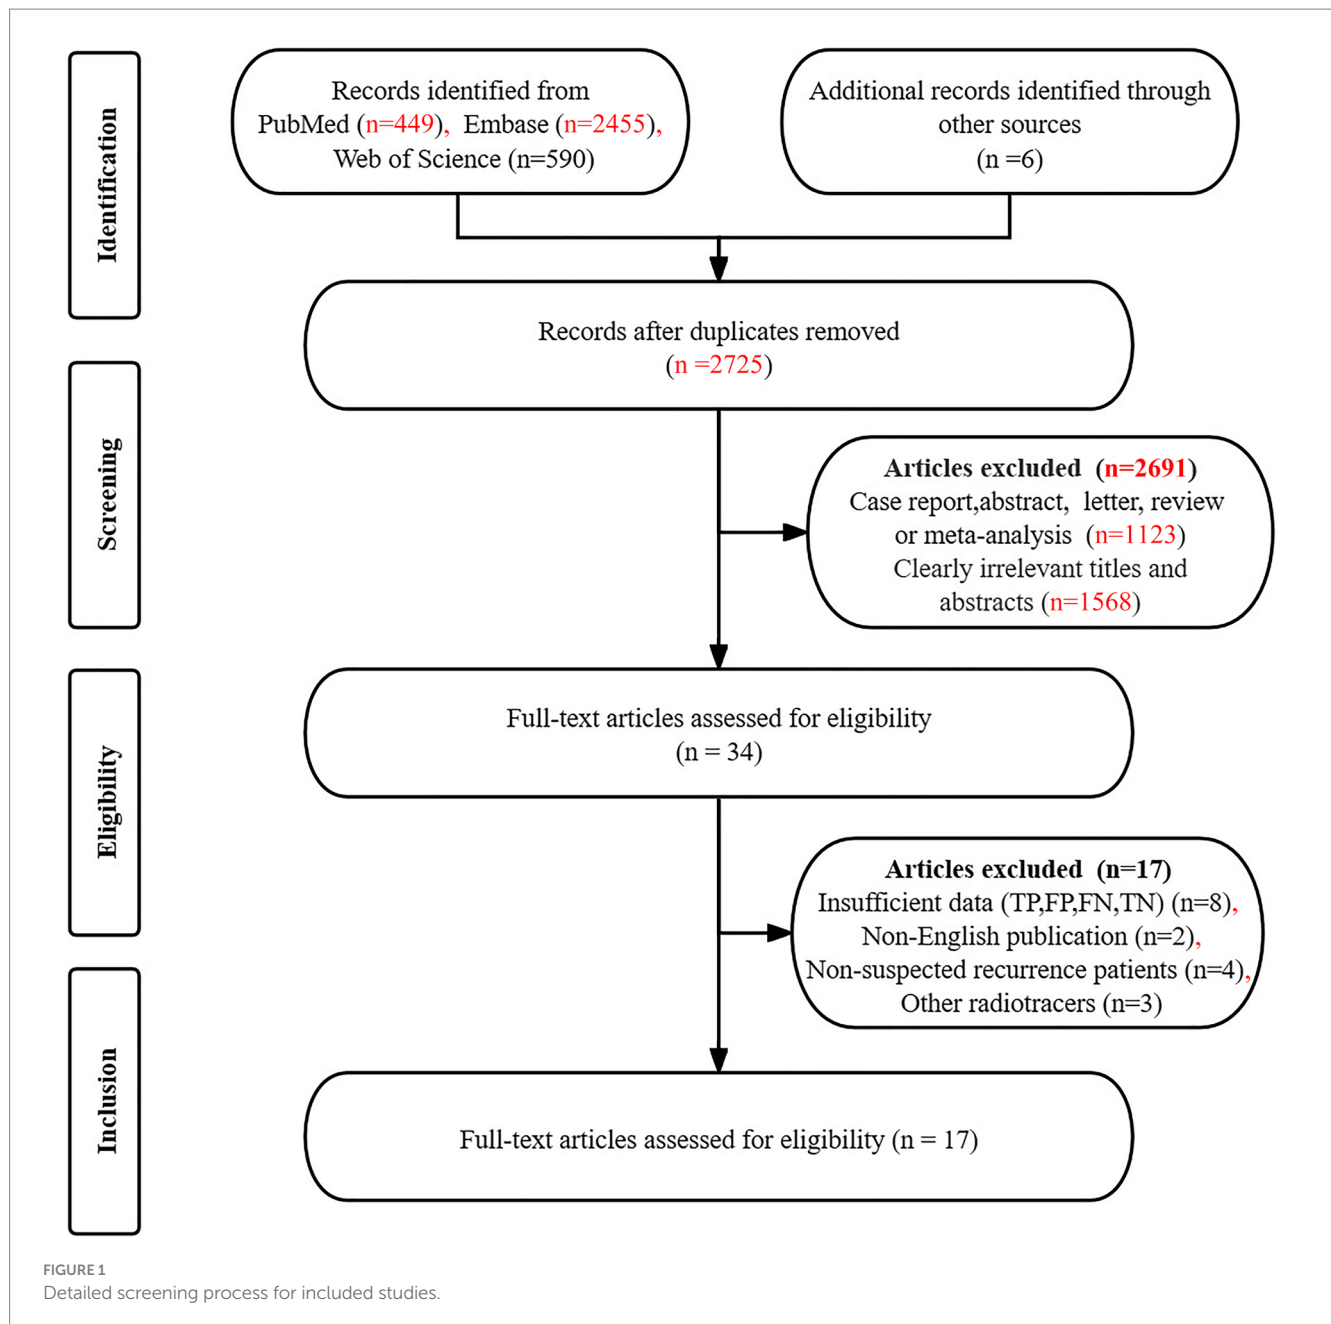 Identification
Records identified from
PubMed (n=449), Embase (n=2455),
Web of Science (n=590)
Additional records identified through
other sources
(n =6)
Records after duplicates removed
(n =2725)
Screening
Articles excluded (n=2691)
Case report,abstract, letter, review
or meta-analysis (n=1123)
Clearly irrelevant titles and
abstracts (n=1568)
Eligibility
Full-text articles assessed for eligibility
(n = 34)
Articles excluded (n=17)
Insufficient data (TP,FP,FN,TN) (n=8),
Non-English publication (n=2),
Non-suspected recurrence patients (n=4),
Other radiotracers (n=3)
Inclusion
Full-text articles assessed for eligibility (n = 17)
FIGURE 1
Detailed screening process for included studies.